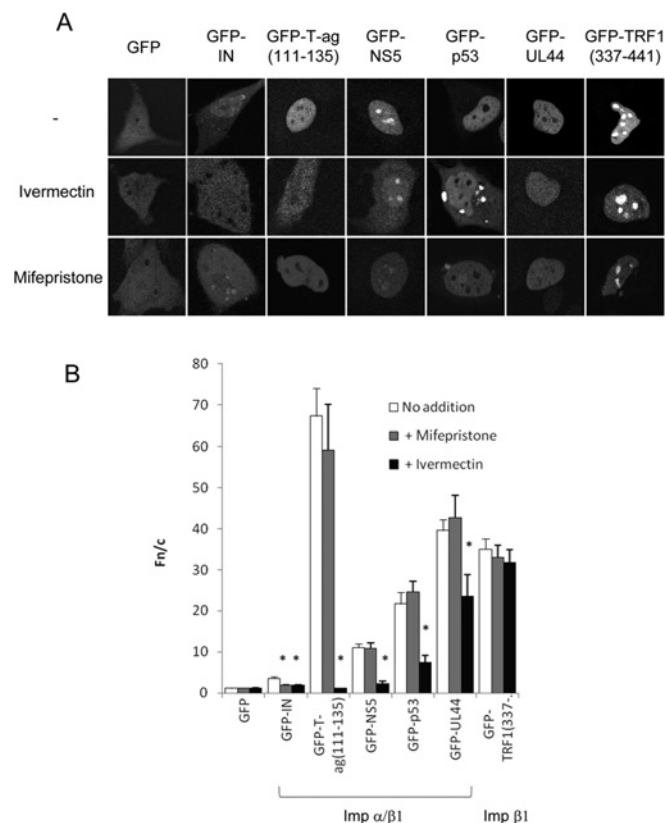 A
GFP
GFP-
IN
GFP-T-ag
(111-135)
GFP-
NS5
GFP-
p53
GFP-
UL44
GFP-TRF1
(337-441)
-
Ivermectin
Mifepristone
B
80
70
60
50
40
30
20
10
0
Fn/c
No addition
+ Mifepristone
+ Ivermectin
* *
*
*
*
*
GFP
GFP-IN
GFP-T-
ag(111-135)
GFP-NS5
GFP-p53
GFP-UL44
GFP-
TRF1(337-
Imp α/β1
Imp β1